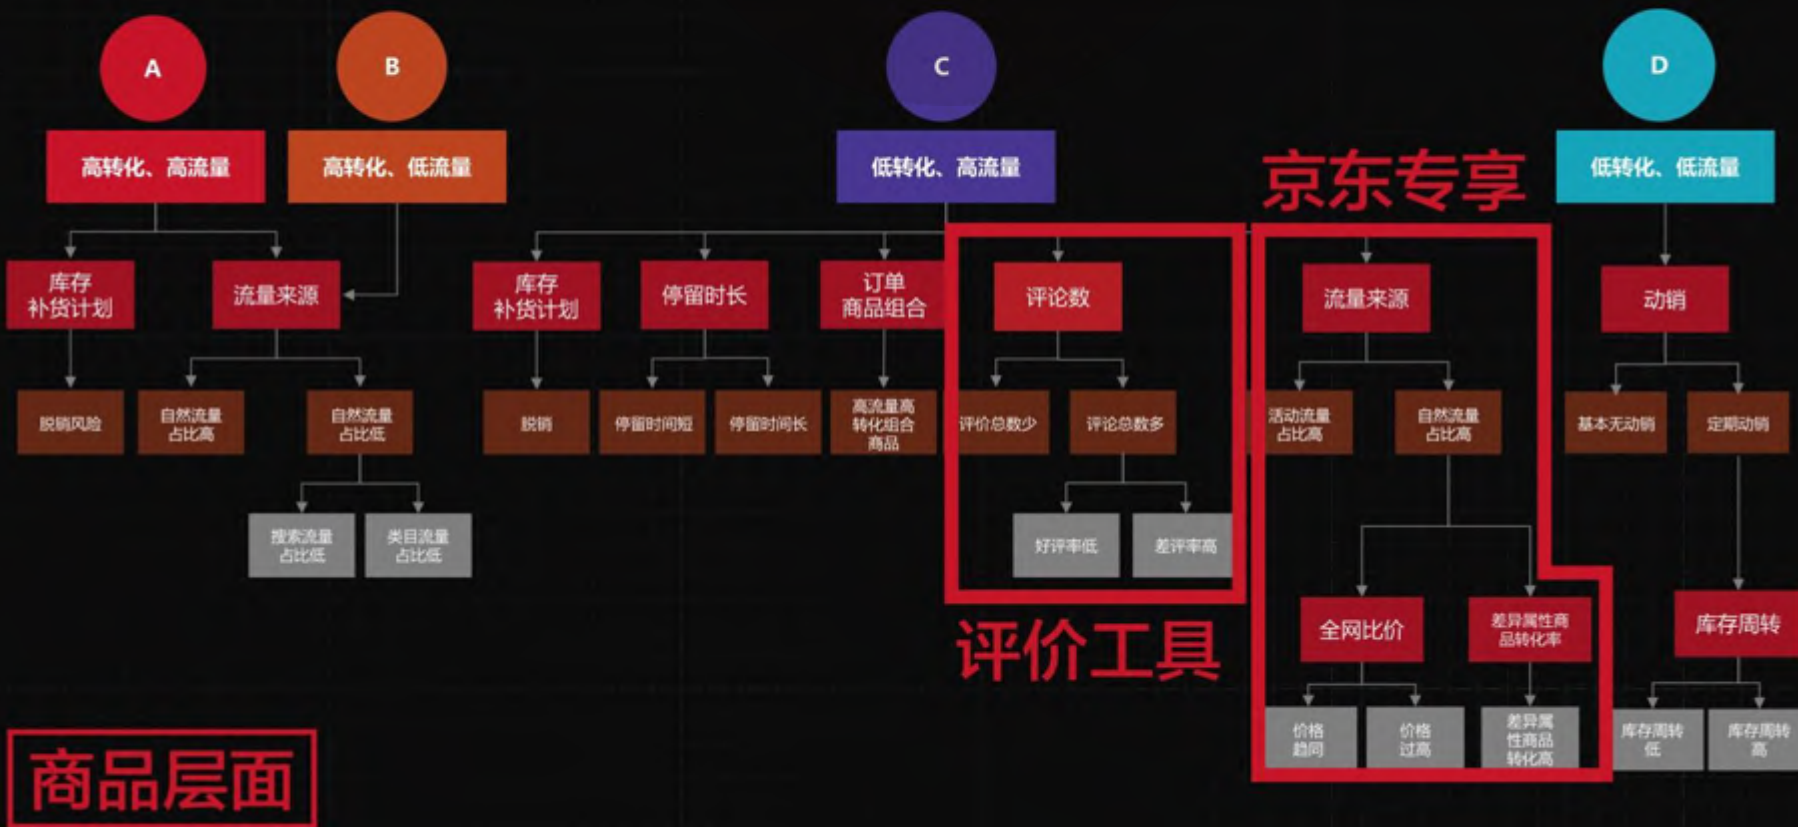 A
B
C
D
高转化、高流量
高转化、低流量
低转化、高流量
京东专享
低转化、低流量
库存
补货计划
流量来源
库存
补货计划
停留时长
订单
商品组合
评论数
流量来源
动销
脱销风险
自然流量
占比高
自然流量
占比低
脱销
停留时间短
停留时间长
高流量高
转化组合
商品
评价总数少
评论总数多
活动流量
占比高
自然流量
占比高
基本无动销
定期动销
搜索流量
占比低
类目流量
占比低
好评率低
差评率高
评价工具
全网比价
差异属性商
品转化率
库存周转
价格
趋同
价格
过高
差异属
性商品
转化高
库存周转
低
库存周转
高
商品层面